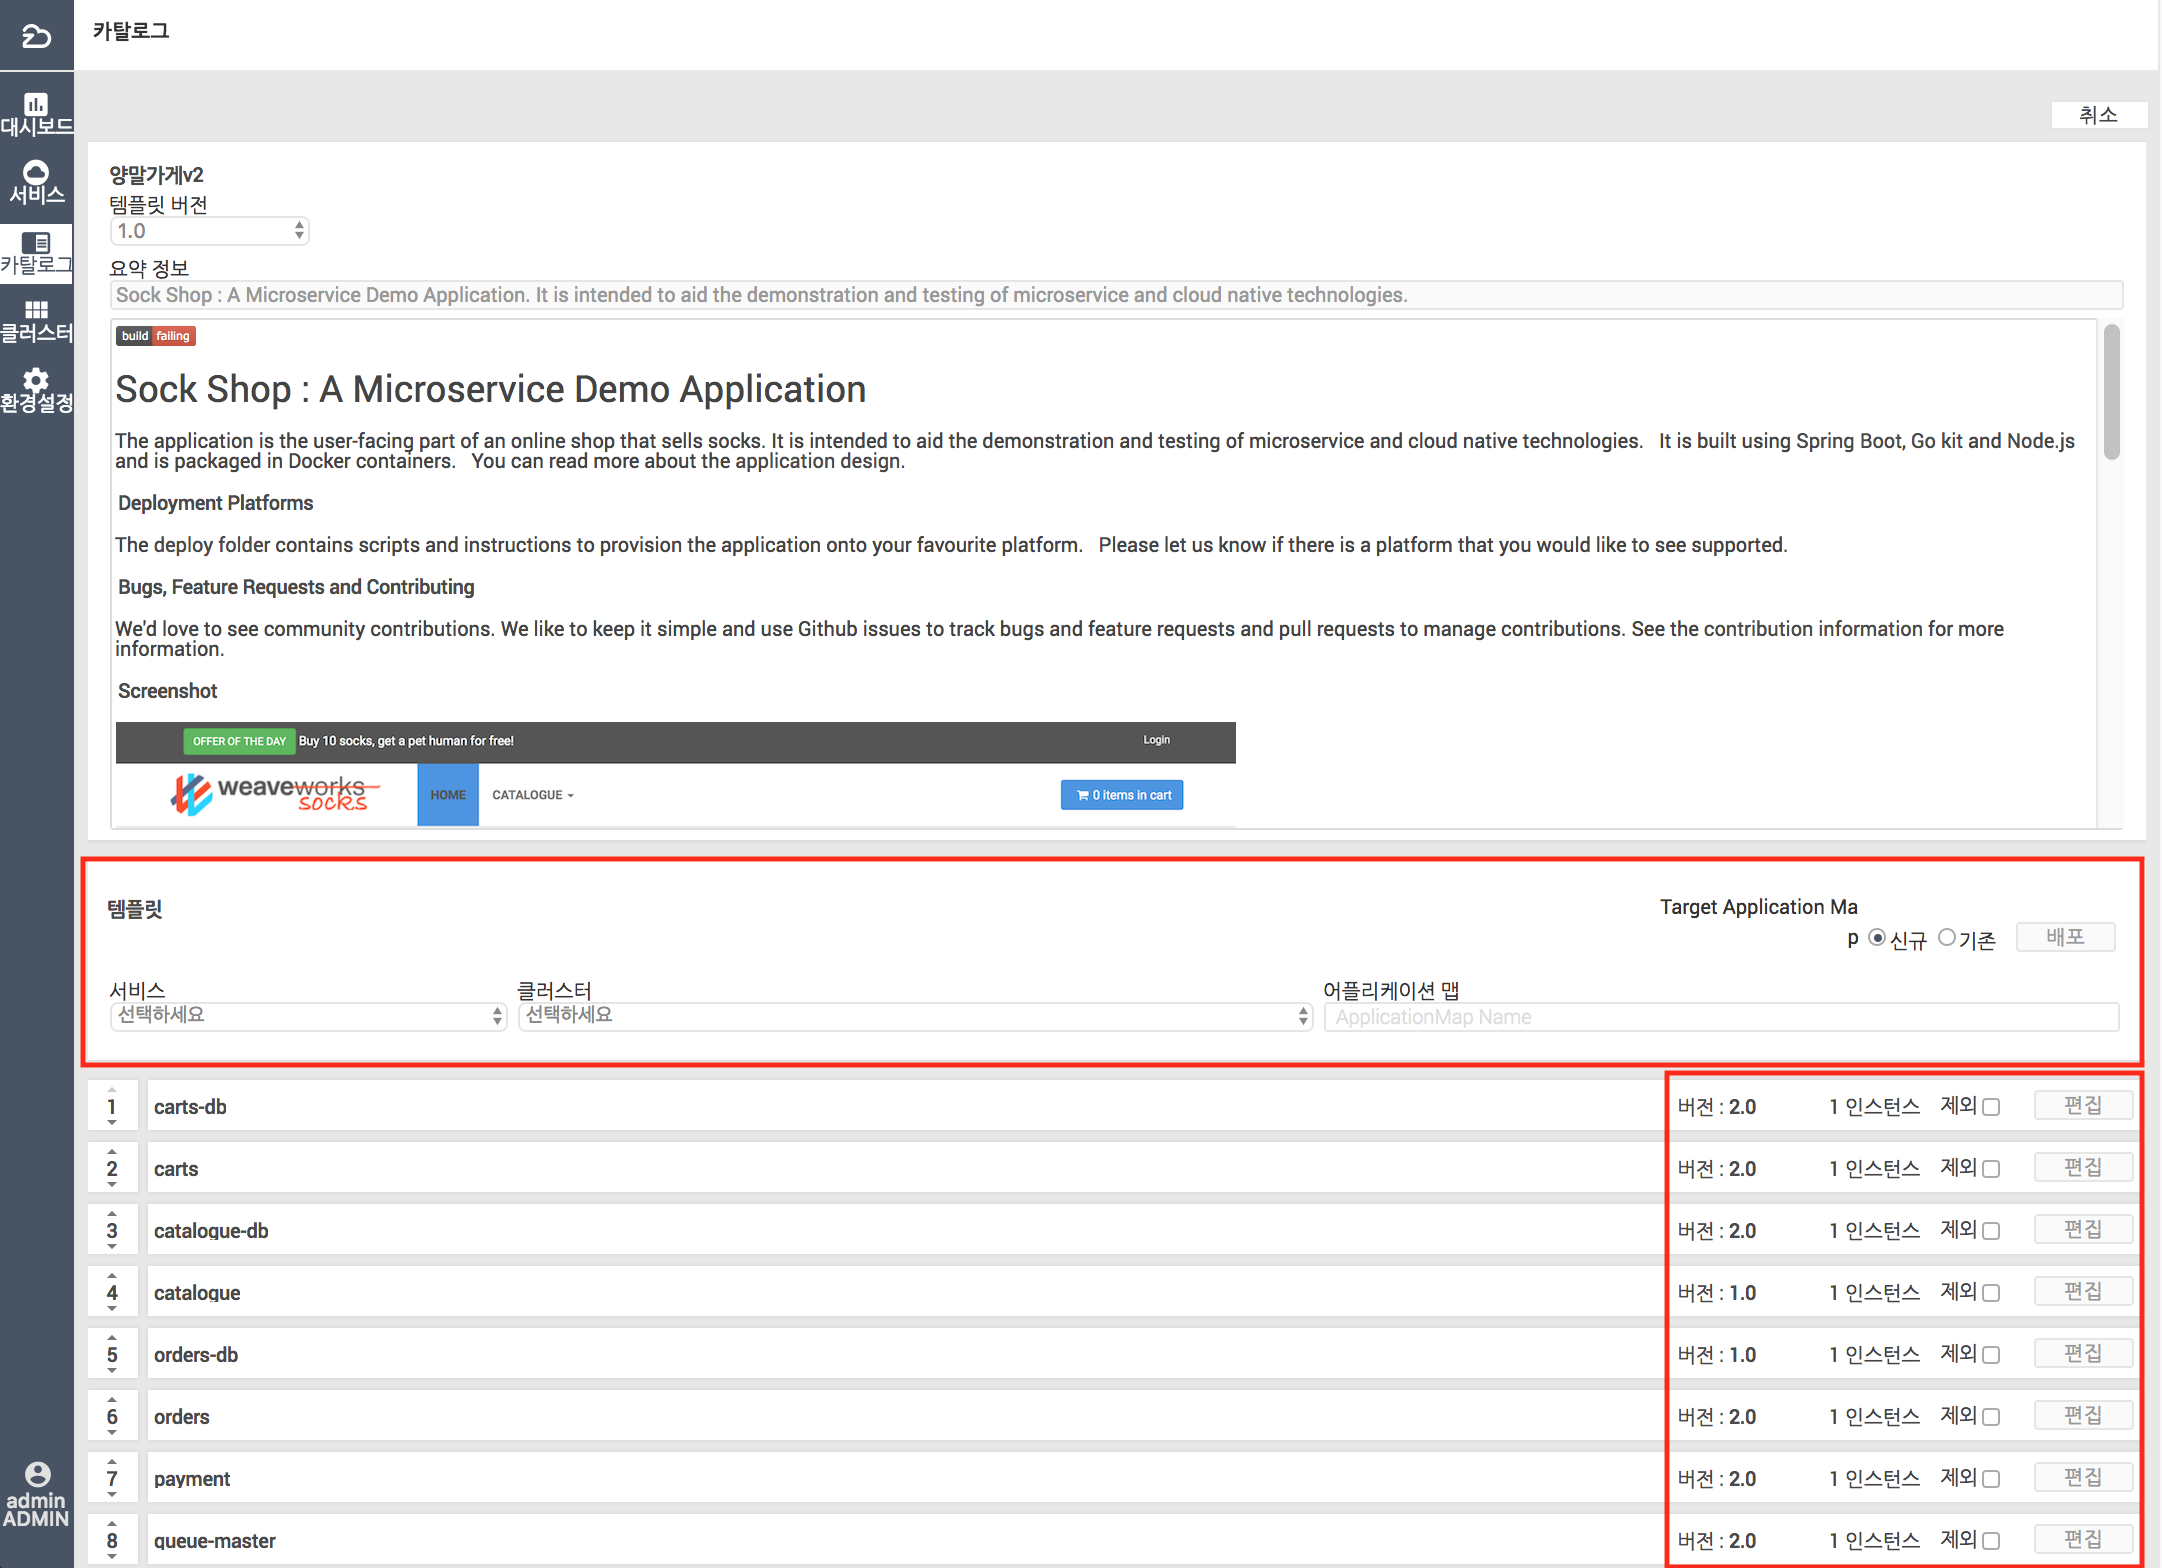 카탈로그
대시보드
서비스
카탈로그
클러스터
환경설정
admin
ADMIN
취소
양말가게v2
템플릿 버전
1.0
요약 정보
Sock Shop : A Microservice Demo Application. It is intended to aid the demonstration and testing of microservice and cloud native technologies.
build failing
Sock Shop : A Microservice Demo Application
The application is the user-facing part of an online shop that sells socks. It is intended to aid the demonstration and testing of microservice and cloud native technologies. It is built using Spring Boot, Go kit and Node.js
and is packaged in Docker containers. You can read more about the application design.
Deployment Platforms
The deploy folder contains scripts and instructions to provision the application onto your favourite platform. Please let us know if there is a platform that you would like to see supported.
Bugs, Feature Requests and Contributing
We'd love to see community contributions. We like to keep it simple and use Github issues to track bugs and feature requests and pull requests to manage contributions. See the contribution information for more
information.
Screenshot
OFFER OF THE DAY Buy 10 socks, get a pet human for free! Login
weaveworks
socks
HOME CATALOGUE 0 items in cart
템플릿
Target Application Ma
p 신규 기존 배포
서비스 클러스터 어플리케이션 맵
선택하세요 선택하세요 ApplicationMap Name
1 carts-db 버전 : 2.0 1 인스턴스 제외 편집
2 carts 버전 : 2.0 1 인스턴스 제외 편집
3 catalogue-db 버전 : 2.0 1 인스턴스 제외 편집
4 catalogue 버전 : 1.0 1 인스턴스 제외 편집
5 orders-db 버전 : 1.0 1 인스턴스 제외 편집
6 orders 버전 : 2.0 1 인스턴스 제외 편집
7 payment 버전 : 2.0 1 인스턴스 제외 편집
8 queue-master 버전 : 2.0 1 인스턴스 제외 편집